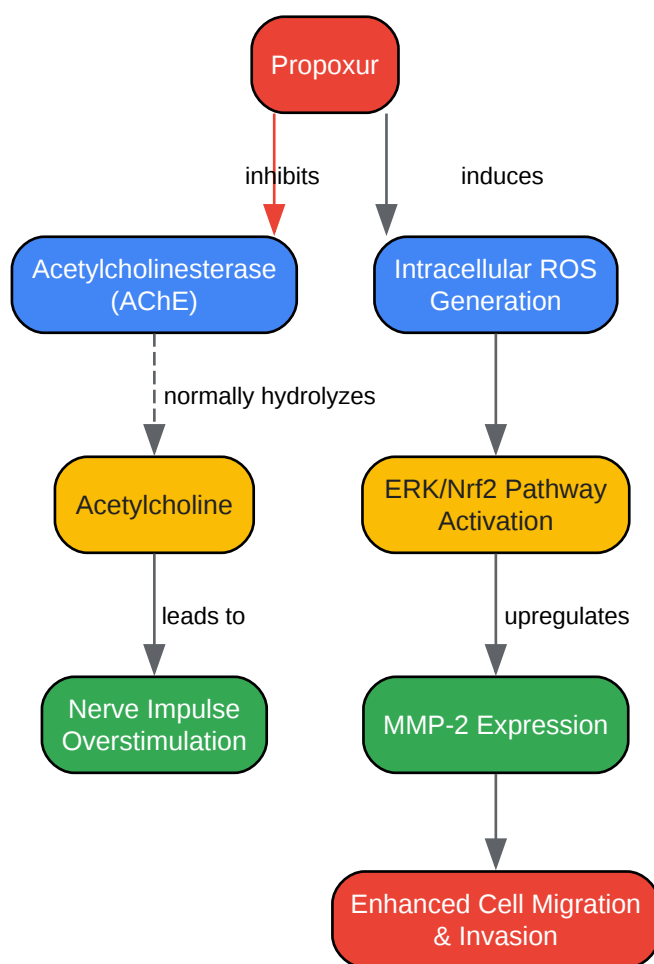 Propoxur
inhibits
induces
Acetylcholinesterase
(AChE)
Intracellular ROS
Generation
normally hydrolyzes
Acetylcholine
ERK/Nrf2 Pathway
Activation
leads to
upregulates
Nerve Impulse
Overstimulation
MMP-2 Expression
Enhanced Cell Migration
& Invasion